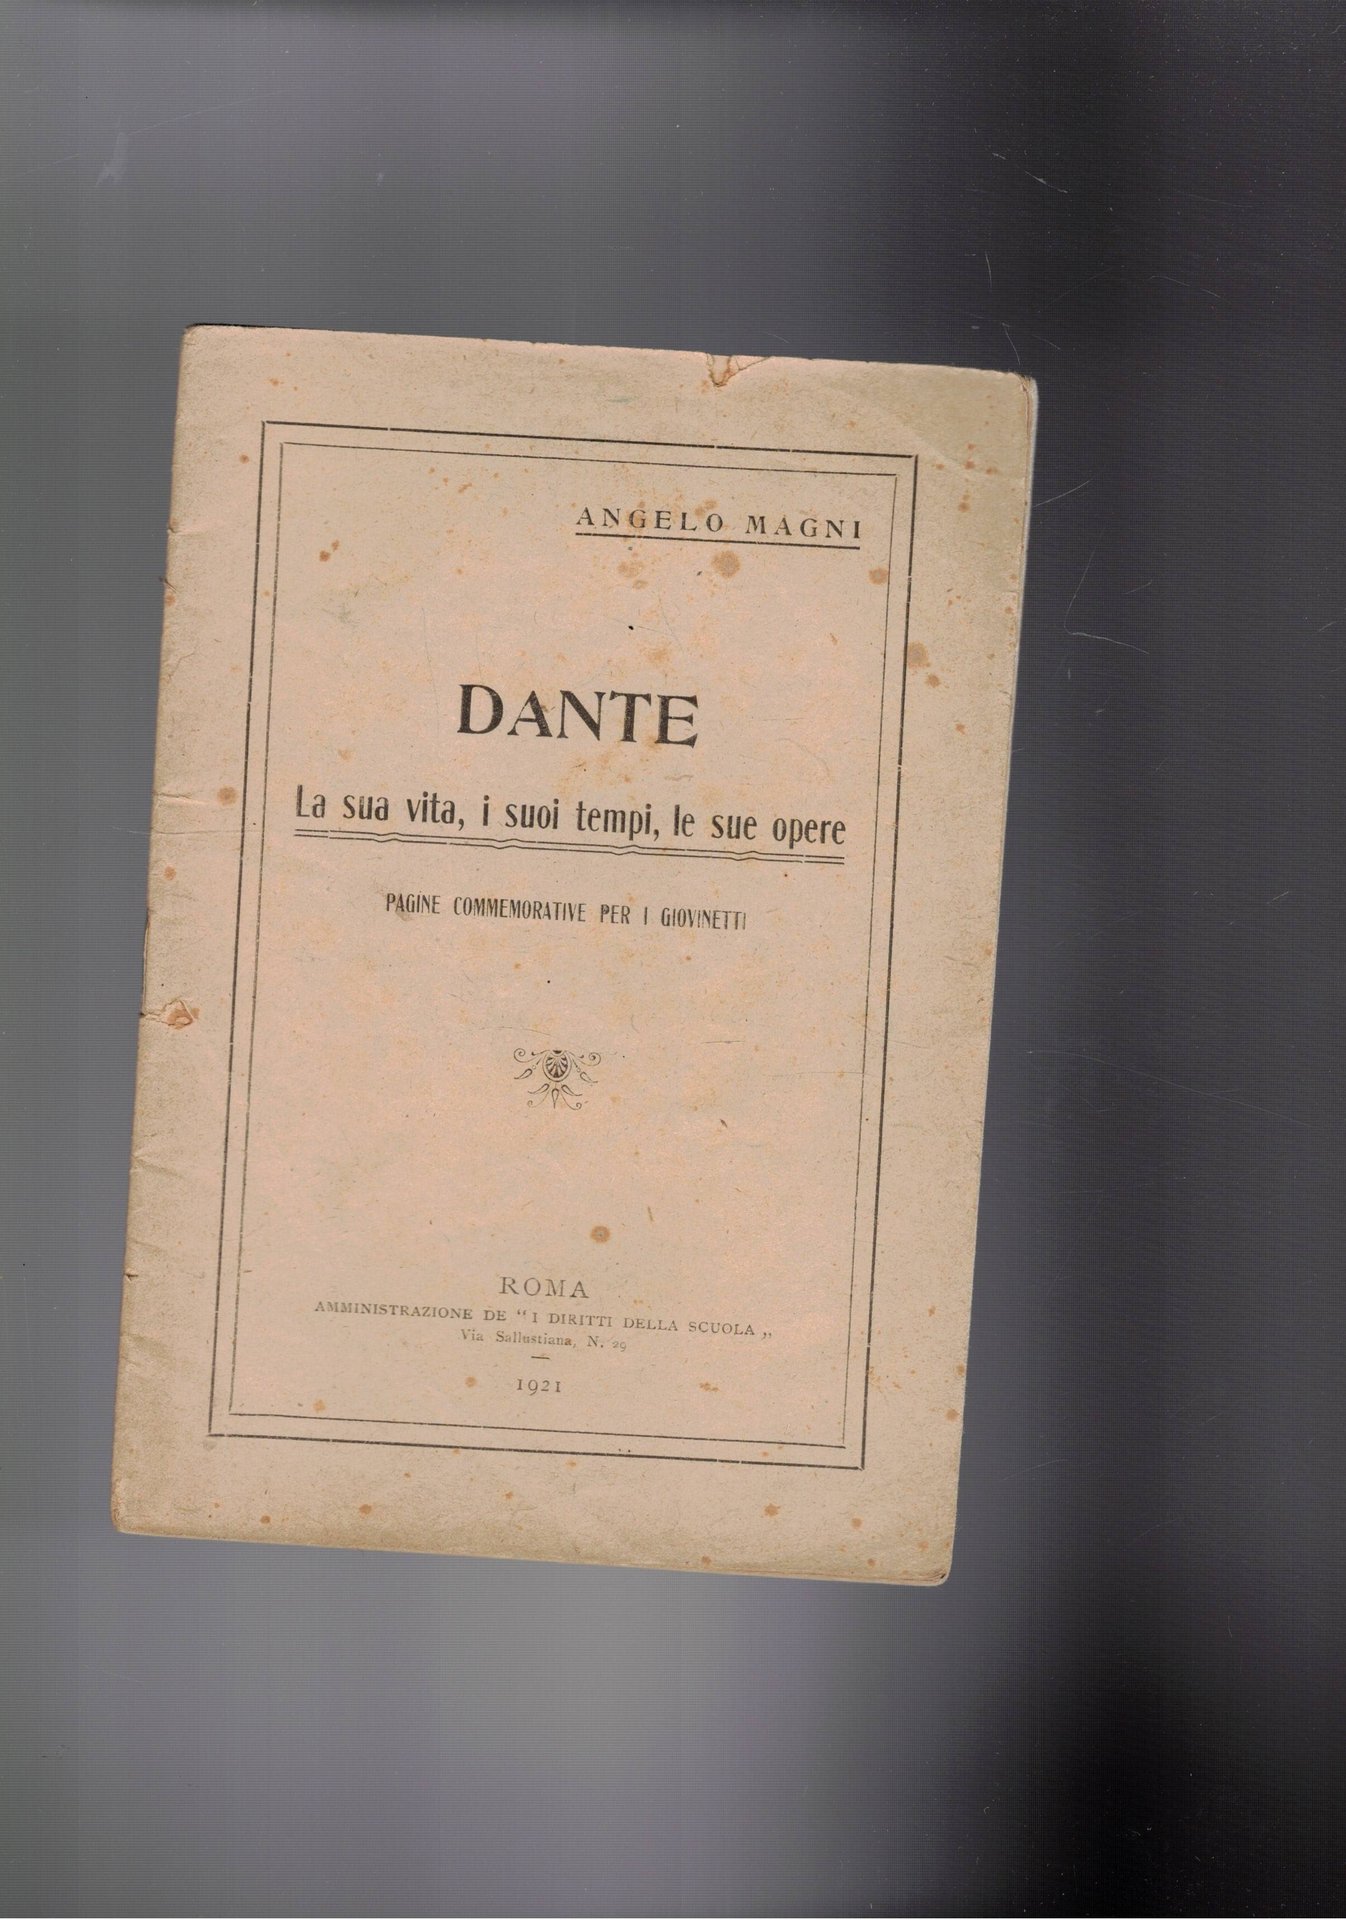 ANGELO MAGNI
DANTE
La sua vita, i suoi tempi, le sue opere
PAGINE COMMEMORATIVE PER I GIOVINETTI
ROMA
AMMINISTRAZIONE DE “ I DIRITTI DELLA SCUOLA „
Via Sallustiana, N. 29
1921